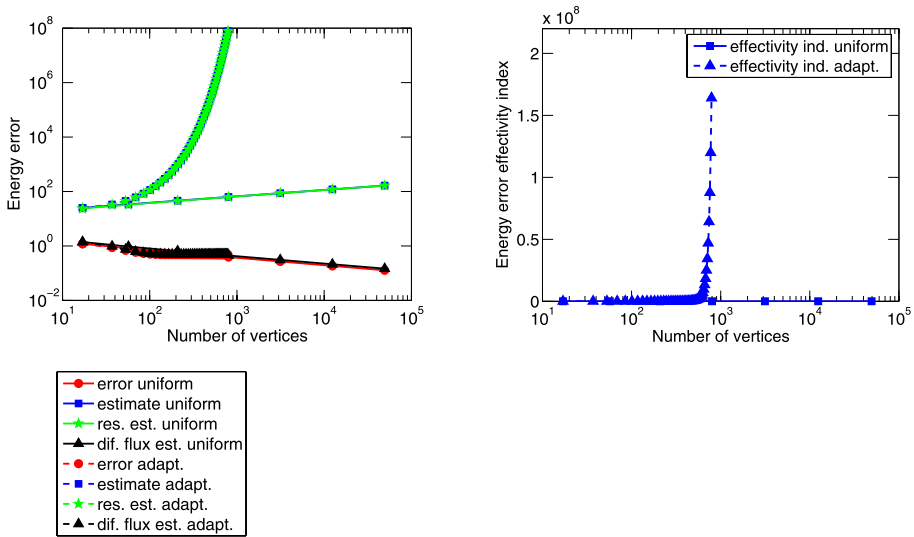 10^8
10^6
10^4
10^2
10^0
10^-2
Energy error
10^1 10^2 10^3 10^4 10^5
Number of vertices
error uniform
estimate uniform
res. est. uniform
dif. flux est. uniform
error adapt.
estimate adapt.
res. est. adapt.
dif. flux est. adapt.
x 10^8
2
1.5
1
0.5
0
Energy error effectivity index
effectivity ind. uniform
effectivity ind. adapt.
10^1 10^2 10^3 10^4 10^5
Number of vertices